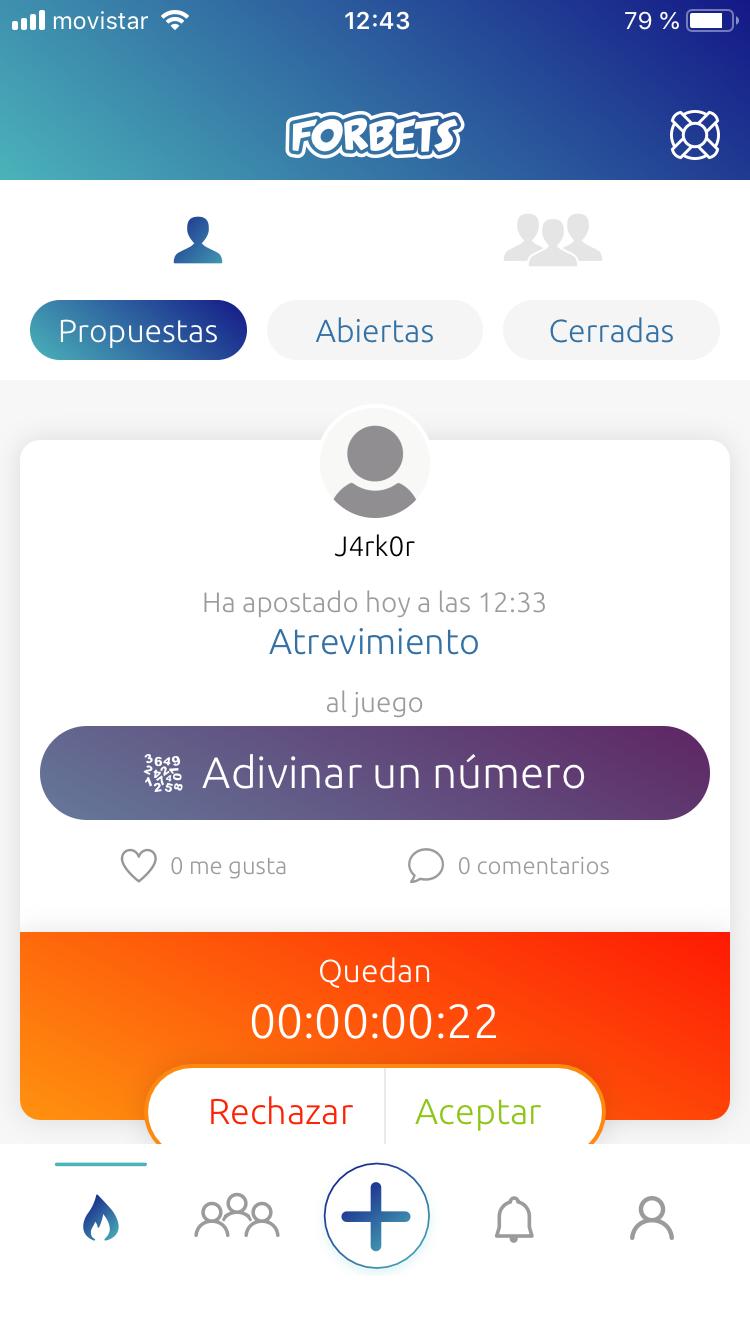 movistar 12:43 79 %
FORBETS
Propuestas Abiertas Cerradas
J4rk0r
Ha apostado hoy a las 12:33
Atrevimiento
al juego
Adivinar un número
0 me gusta 0 comentarios
Quedan
00:00:00:22
Rechazar Aceptar